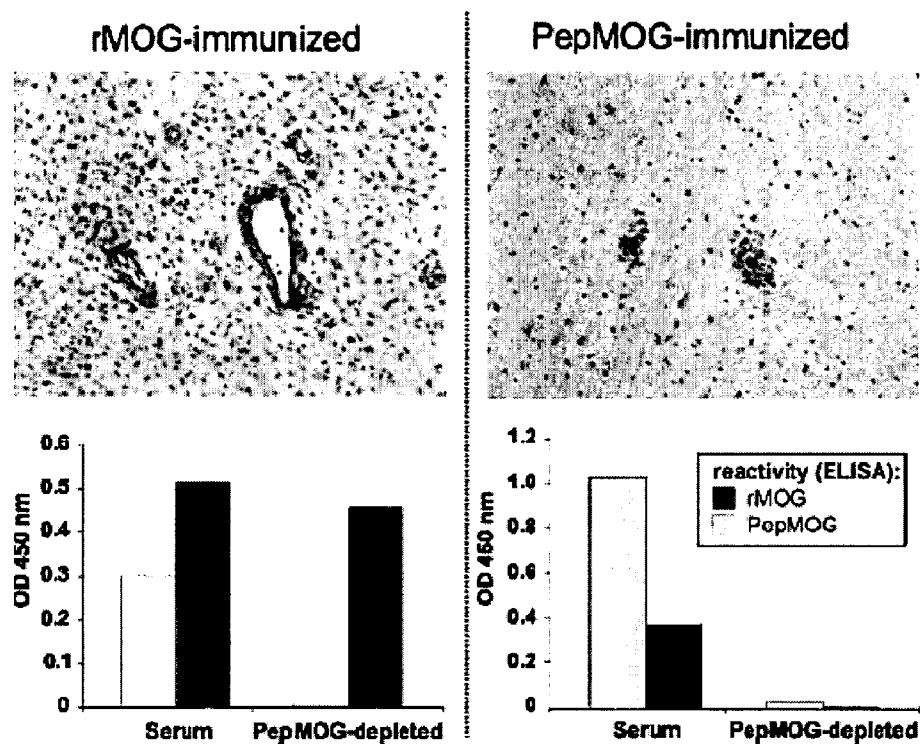 rMOG-immunized
PepMOG-immunized
OD 450 nm
0.6
0.5
0.4
0.3
0.2
0.1
0
Serum
PepMOG-depleted
OD 450 nm
1.2
1.0
0.8
0.6
0.4
0.2
0
reactivity (ELISA):
rMOG
PepMOG
Serum
PepMOG-depleted